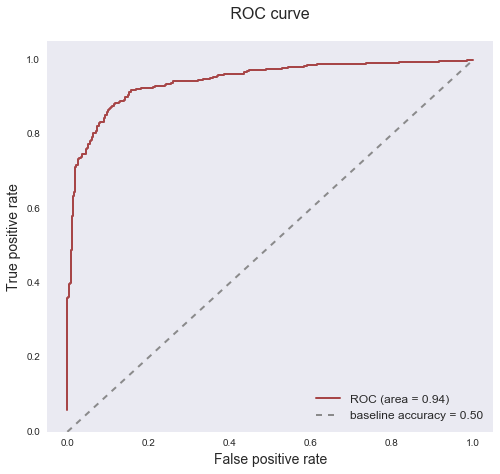 ROC curve
True positive rate
1.0
0.8
0.6
0.4
0.2
0.0
ROC (area = 0.94)
baseline accuracy = 0.50
0.0 0.2 0.4 0.6 0.8 1.0
False positive rate